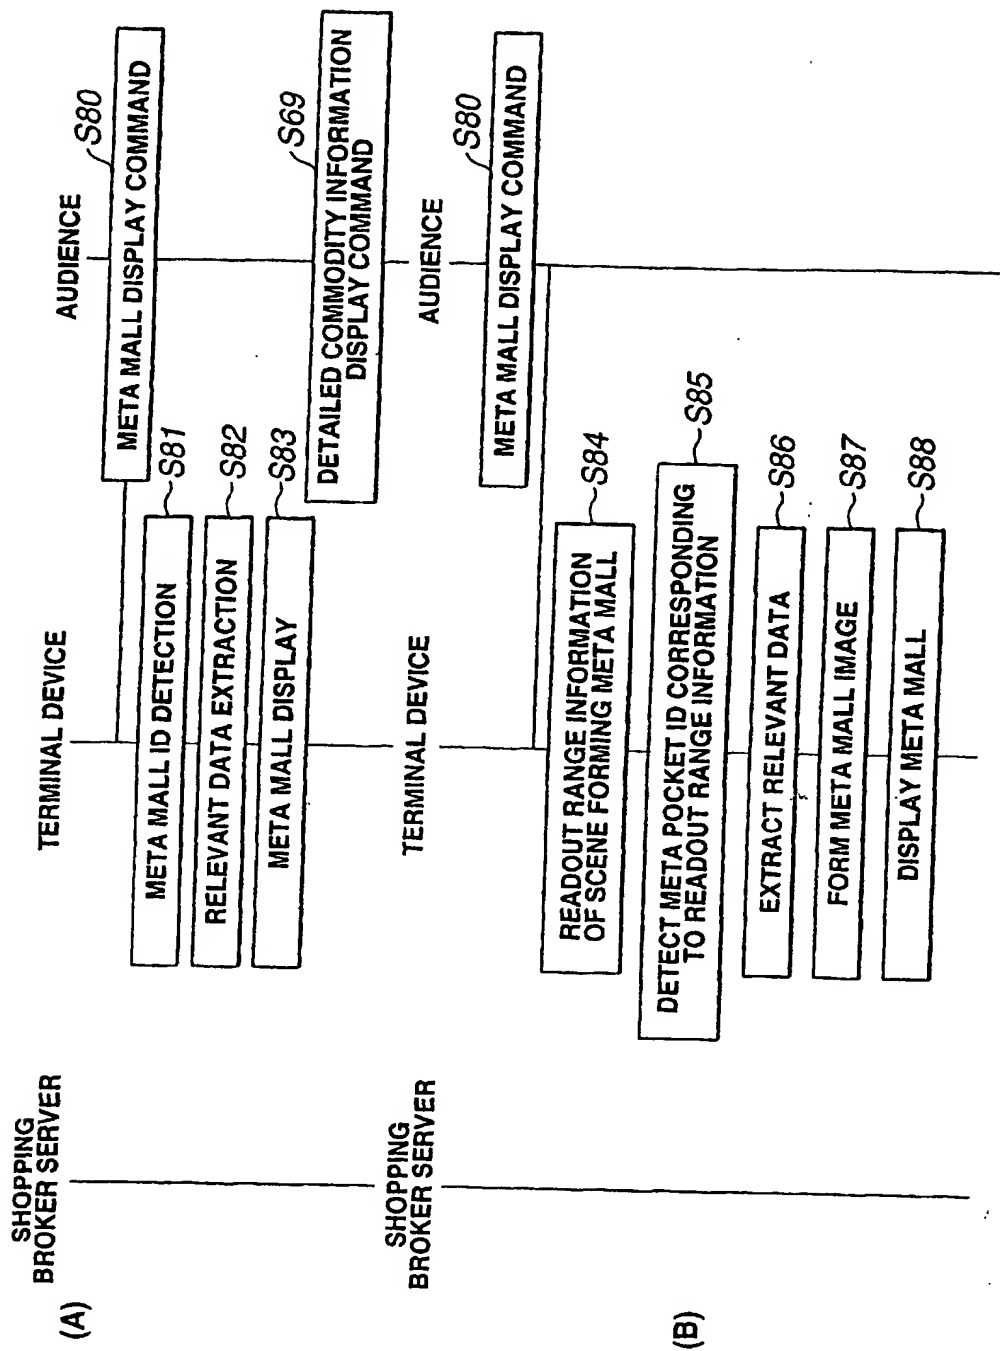 (A)
SHOPPING
BROKER SERVER
TERMINAL DEVICE
AUDIENCE
S80
META MALL DISPLAY COMMAND
META MALL ID DETECTION
S81
RELEVANT DATA EXTRACTION
S82
META MALL DISPLAY
S83
S69
DETAILED COMMODITY INFORMATION
DISPLAY COMMAND
(B)
SHOPPING
BROKER SERVER
TERMINAL DEVICE
AUDIENCE
S80
META MALL DISPLAY COMMAND
READOUT RANGE INFORMATION
OF SCENE FORMING META MALL
S84
DETECT META POCKET ID CORRESPONDING
TO READOUT RANGE INFORMATION
S85
EXTRACT RELEVANT DATA
S86
FORM META MALL IMAGE
S87
DISPLAY META MALL
S88